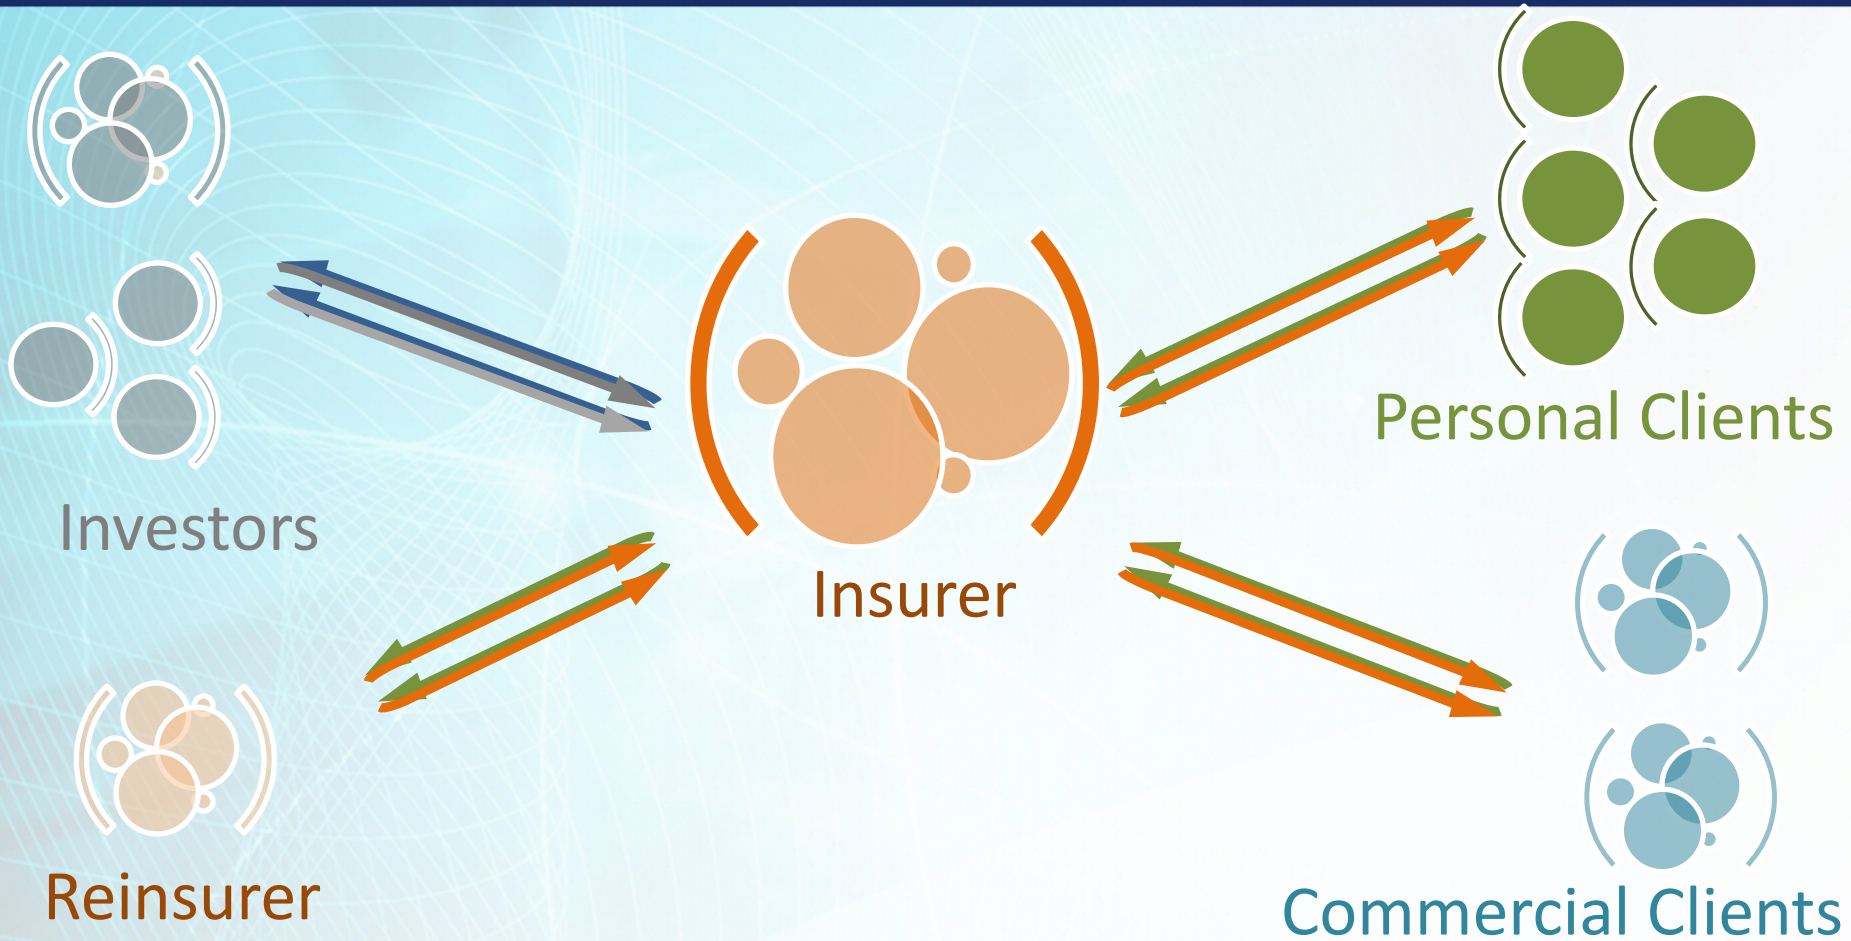 Personal Clients
Investors
Insurer
Reinsurer
Commercial Clients